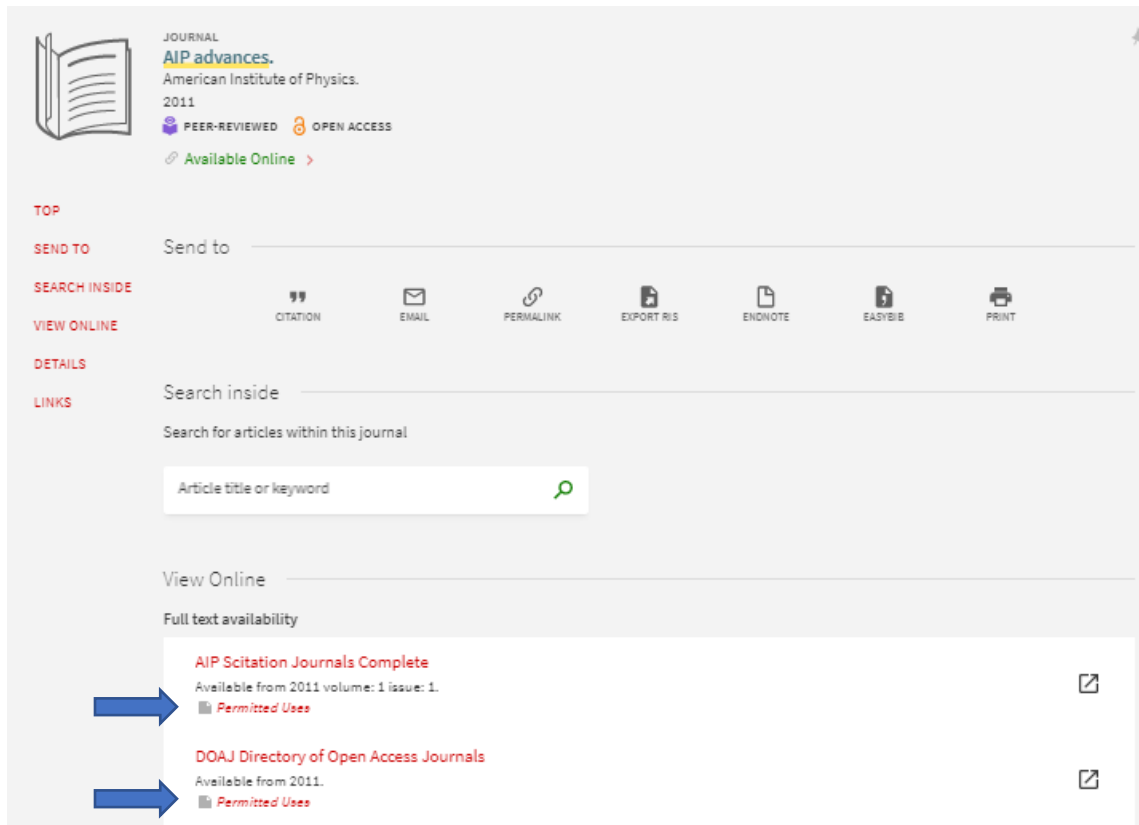 JOURNAL
AIP advances.
American Institute of Physics.
2011
PEER-REVIEWED OPEN ACCESS
Available Online >
TOP
SEND TO
SEARCH INSIDE
VIEW ONLINE
DETAILS
LINKS
Send to
CITATION EMAIL PERMALINK EXPORT RIS ENDNOTE EASYBIB PRINT
Search inside
Search for articles within this journal
Article title or keyword
View Online
Full text availability
AIP Scitation Journals Complete
Available from 2011 volume: 1 issue: 1.
Permitted Uses
DOAJ Directory of Open Access Journals
Available from 2011.
Permitted Uses